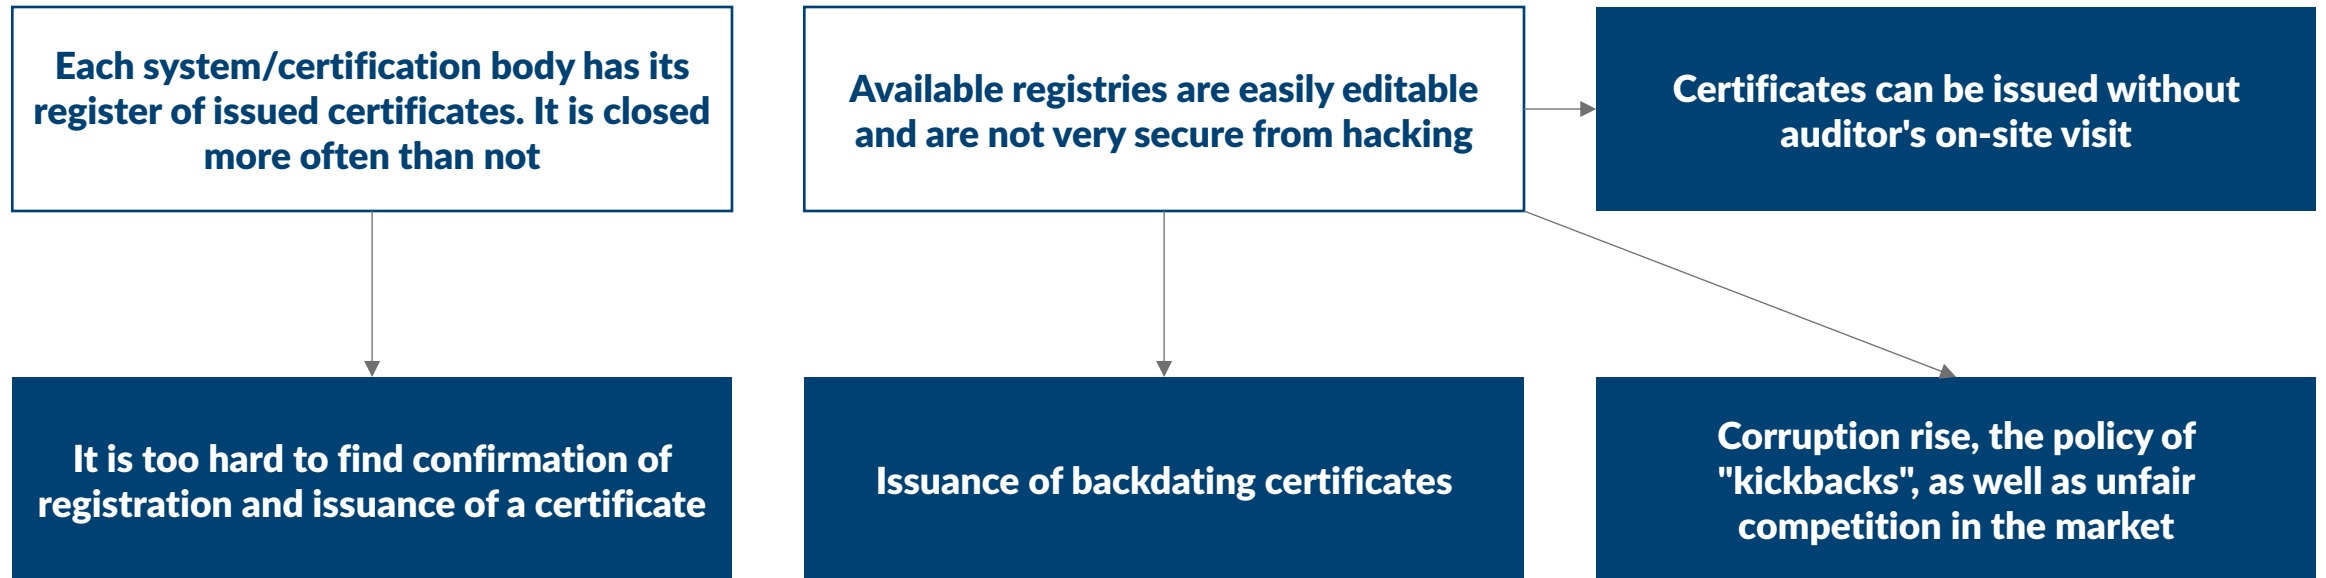 Each system/certification body has its
register of issued certificates. It is closed
more often than not
Available registries are easily editable
and are not very secure from hacking
Certificates can be issued without
auditor's on-site visit
It is too hard to find confirmation of
registration and issuance of a certificate
Issuance of backdating certificates
Corruption rise, the policy of
"kickbacks", as well as unfair
competition in the market